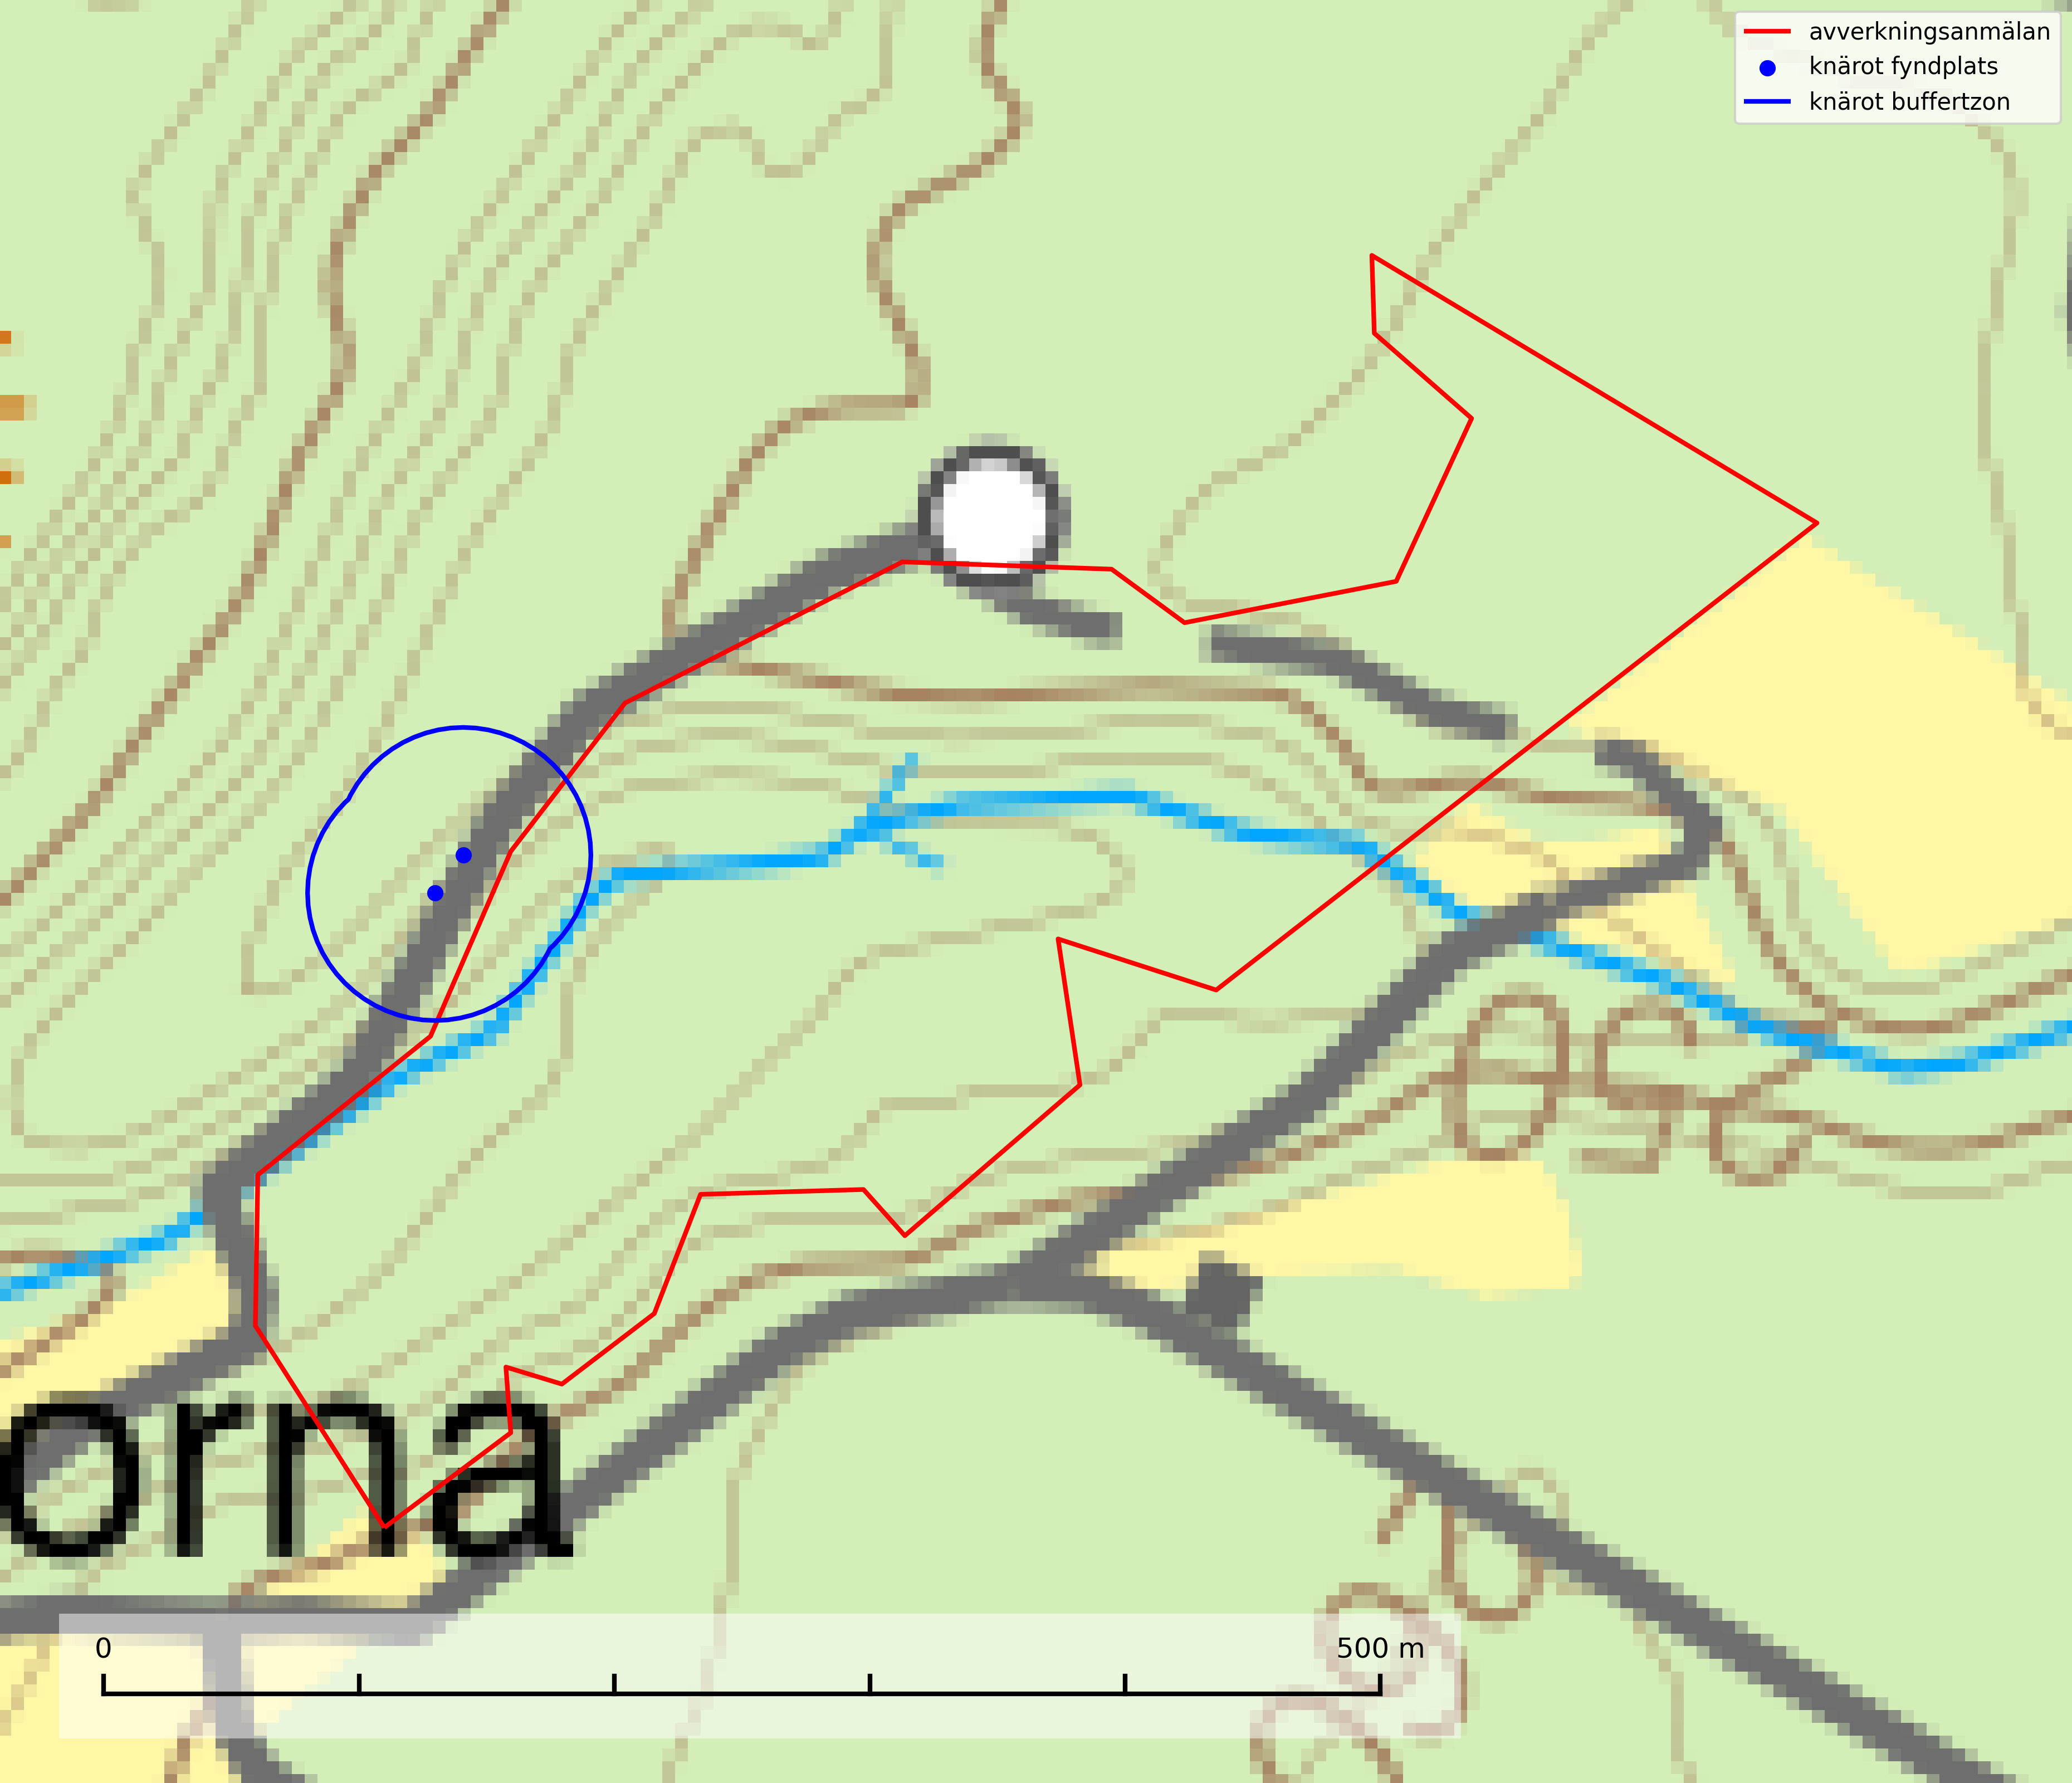 avverkningsanmälan
knärot fyndplats
knärot buffertzon
orna
0 500 m